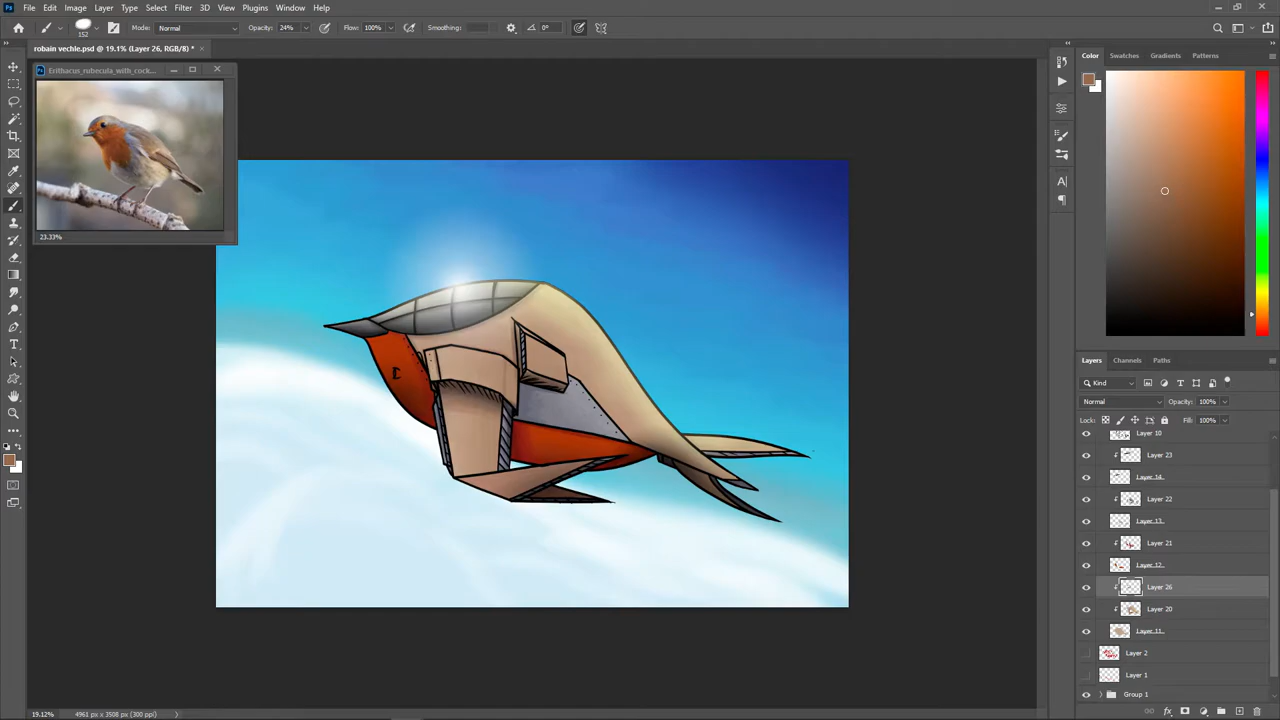 File Edit Image Layer Type Select Filter 3D View Plugins Window Help
152 Mode: Normal Opacity: 24% Flow: 100% Smoothing: 0°
robain vechle.psd @ 19.1% (Layer 26, RGB/8) * ×
Erithacus_rubecula_with_cock...
23.33%
Color Swatches Gradients Patterns
Layers Channels Paths
Kind
Normal Opacity: 100%
Lock: Fill: 100%
Layer 10
Layer 23
Layer 14
Layer 22
Layer 13
Layer 21
Layer 12
Layer 26
Layer 20
Layer 11
Layer 2
Layer 1
Group 1
19.12% 4961 px x 3508 px (300 ppi)